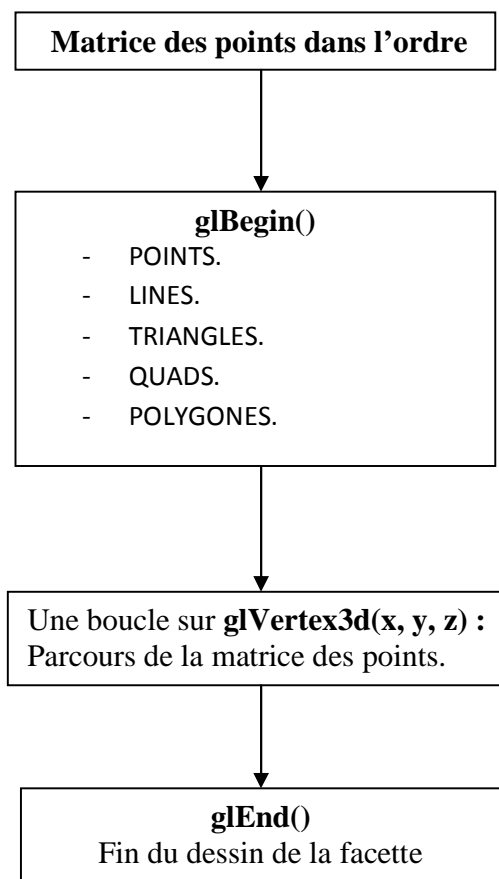 Matrice des points dans l’ordre
glBegin()
- POINTS.
- LINES.
- TRIANGLES.
- QUADS.
- POLYGONES.
Une boucle sur glVertex3d(x, y, z) :
Parcours de la matrice des points.
glEnd()
Fin du dessin de la facette